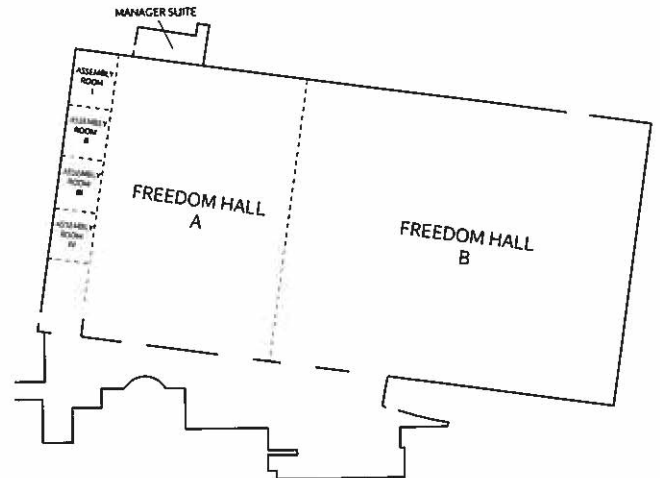 MANAGER SUITE
ASSEMBLY
ROOM
I
ASSEMBLY
ROOM
II
ASSEMBLY
ROOM
III
ASSEMBLY
ROOM
IV
FREEDOM HALL
A
FREEDOM HALL
B